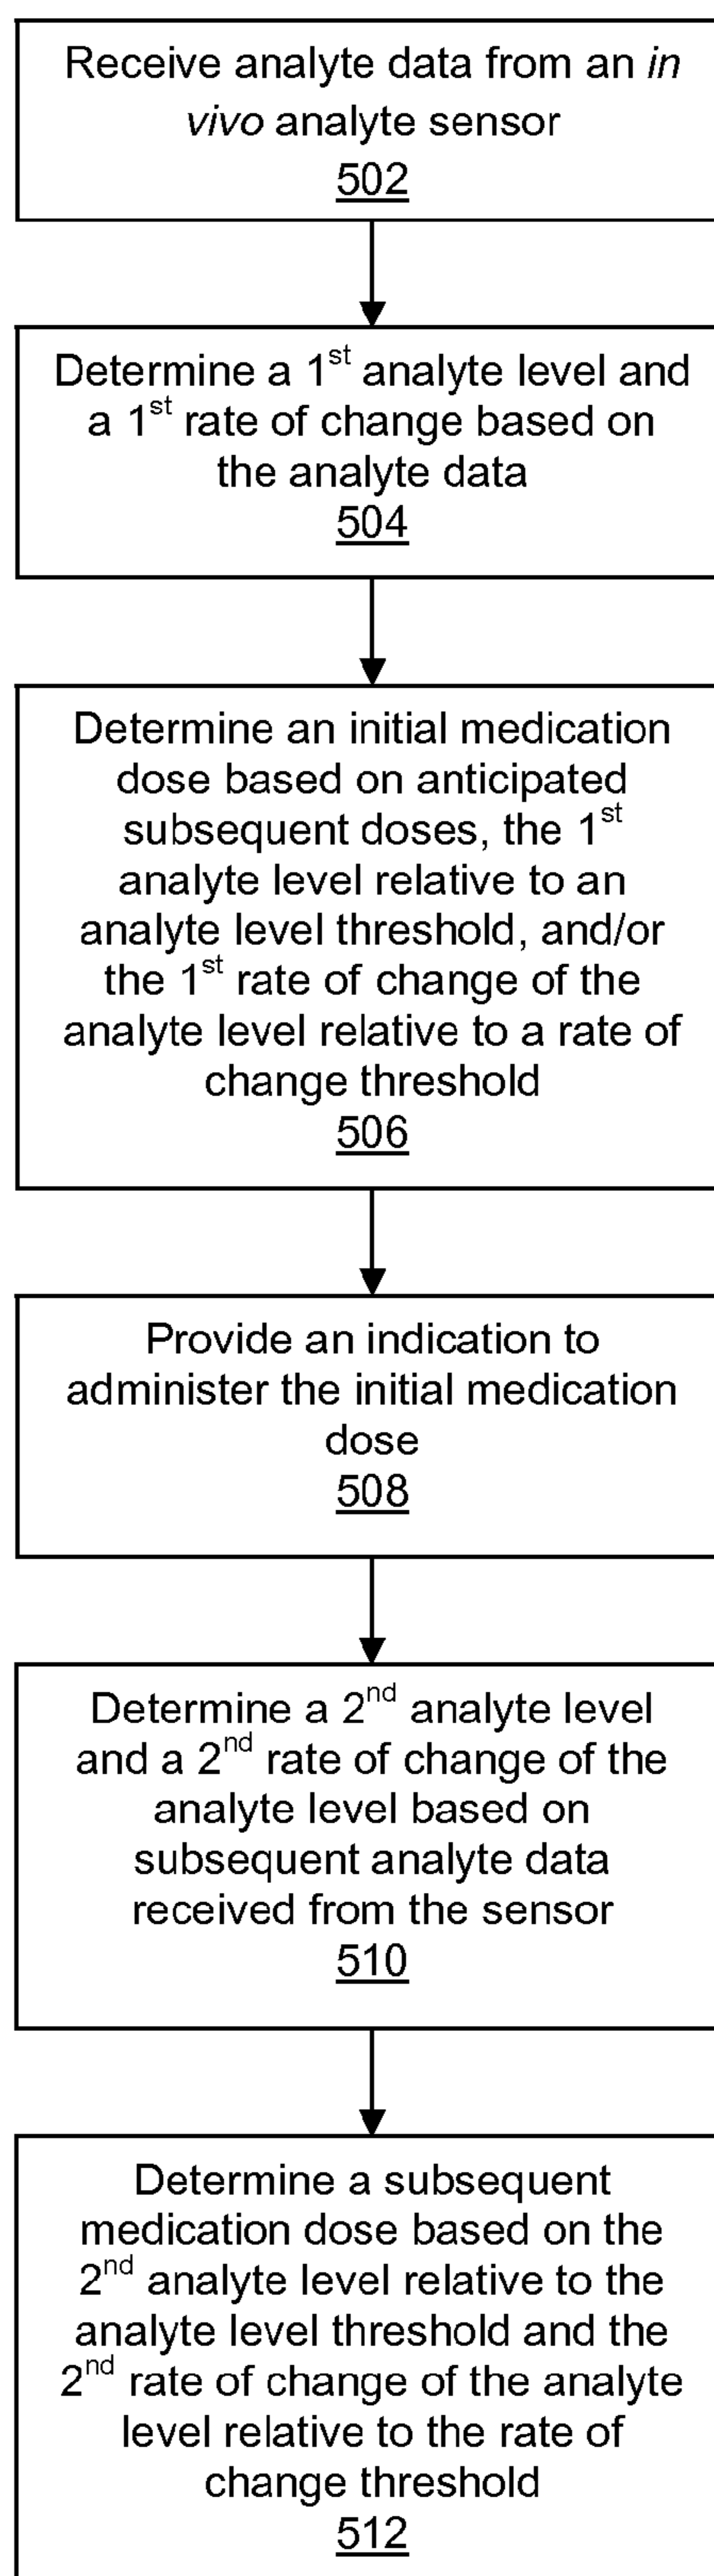 Receive analyte data from an in
vivo analyte sensor
502
Determine a 1st analyte level and
a 1st rate of change based on
the analyte data
504
Determine an initial medication
dose based on anticipated
subsequent doses, the 1st
analyte level relative to an
analyte level threshold, and/or
the 1st rate of change of the
analyte level relative to a rate of
change threshold
506
Provide an indication to
administer the initial medication
dose
508
Determine a 2nd analyte level
and a 2nd rate of change of the
analyte level based on
subsequent analyte data
received from the sensor
510
Determine a subsequent
medication dose based on the
2nd analyte level relative to the
analyte level threshold and the
2nd rate of change of the analyte
level relative to the rate of
change threshold
512